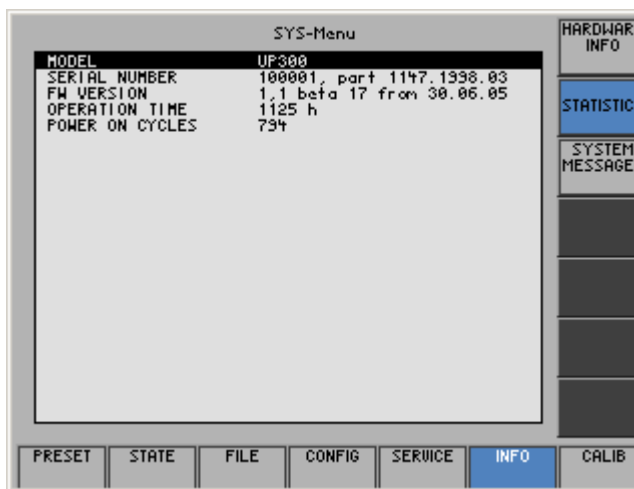 SYS-Menu
MODEL UP300
SERIAL NUMBER 100001, part 1147.1998.03
FW VERSION 1,1 beta 17 from 30.06.05
OPERATION TIME 1125 h
POWER ON CYCLES 794
HARDWAR
INFO
STATISTIC
SYSTEM
MESSAGE
PRESET STATE FILE CONFIG SERVICE INFO CALIB